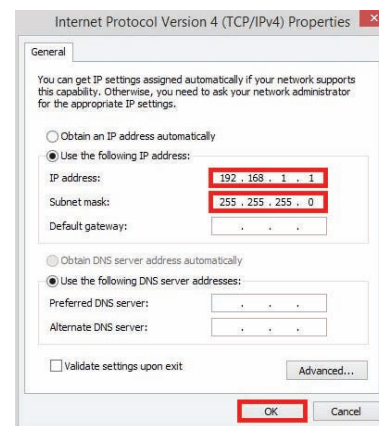 Internet Protocol Version 4 (TCP/IPv4) Properties
General
You can get IP settings assigned automatically if your network supports
this capability. Otherwise, you need to ask your network administrator
for the appropriate IP settings.
Obtain an IP address automatically
Use the following IP address:
IP address: 192 . 168 . 1 . 1
Subnet mask: 255 . 255 . 255 . 0
Default gateway: . . .
Obtain DNS server address automatically
Use the following DNS server addresses:
Preferred DNS server: . . .
Alternate DNS server: . . .
Validate settings upon exit
Advanced...
OK Cancel